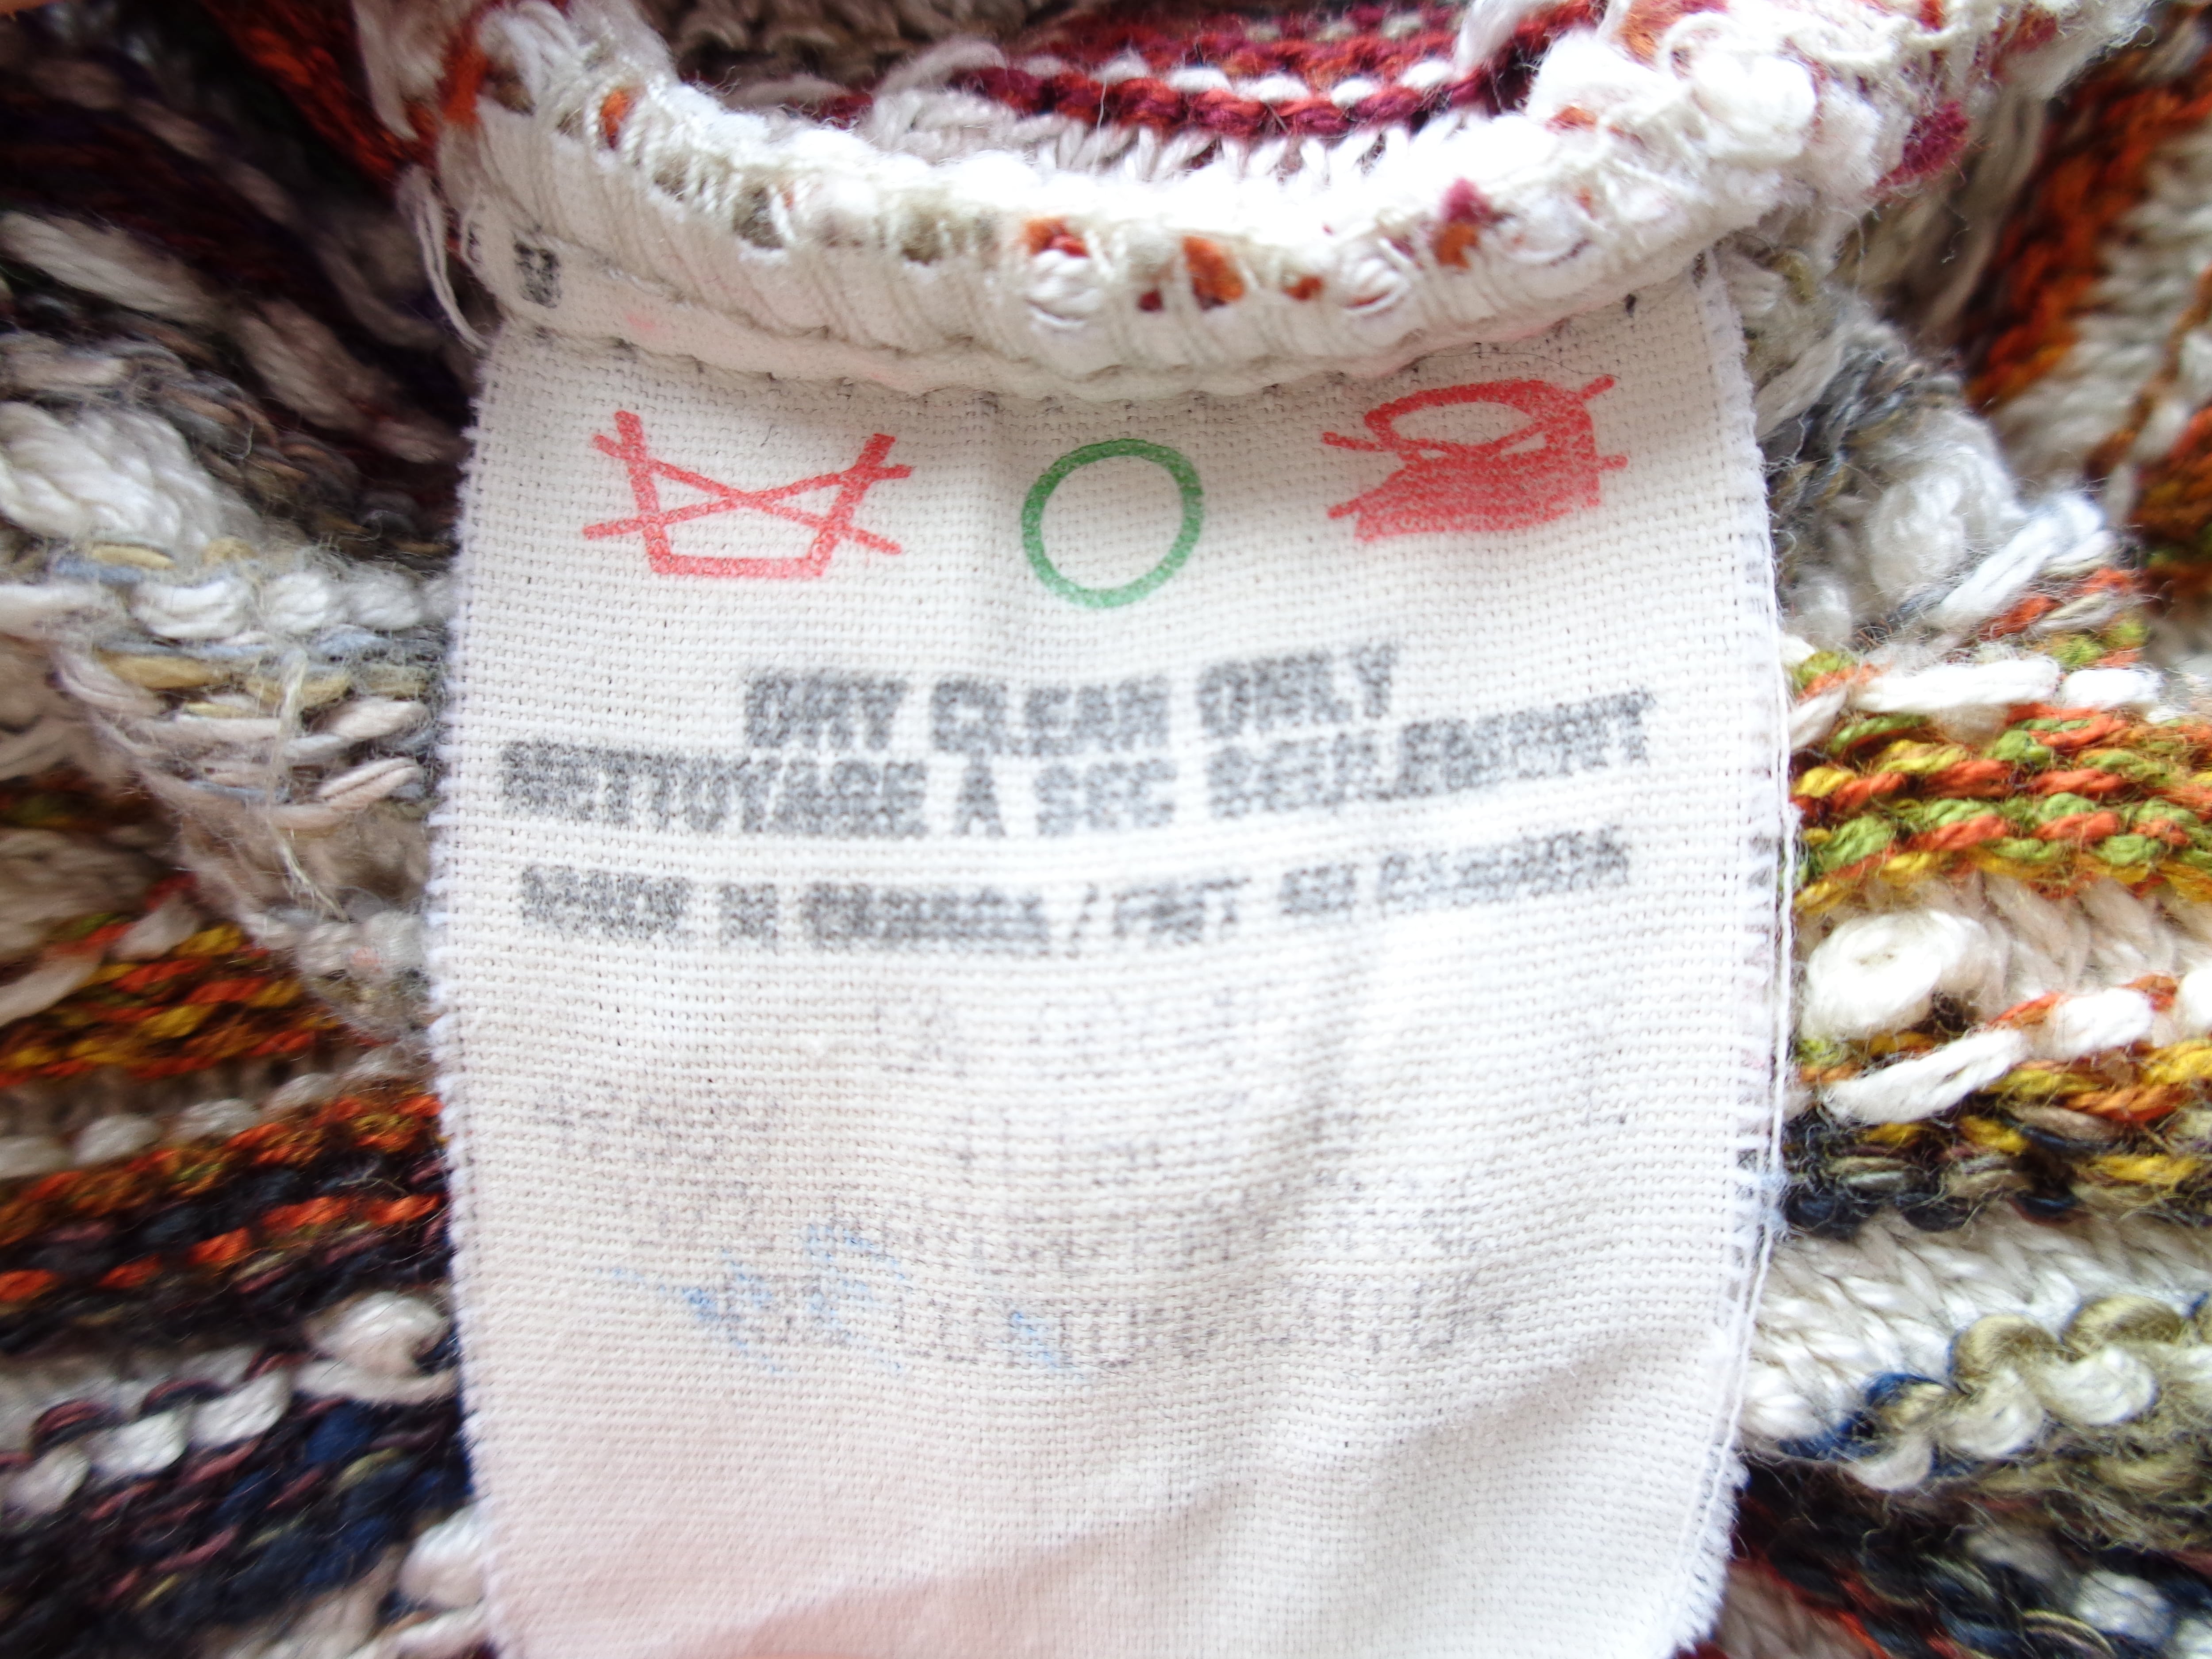 DRY CLEAN ONLY
NETTOYAGE A SEC SEULEMENT
MADE IN CANADA / FAIT AU CANADA